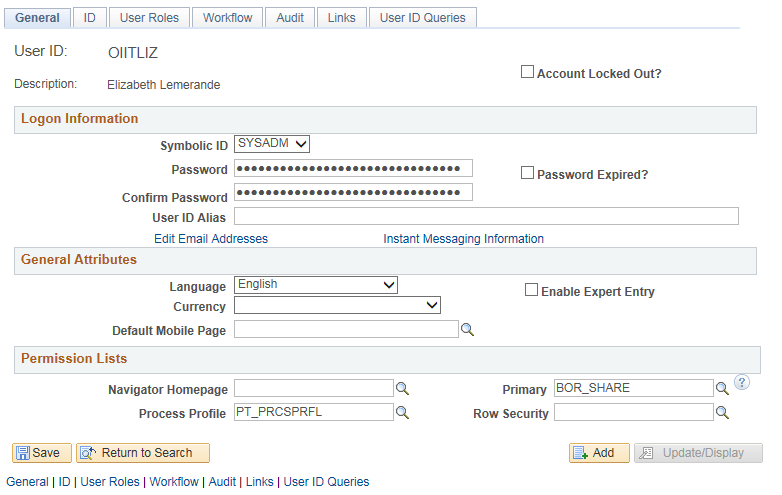 General ID User Roles Workflow Audit Links User ID Queries
User ID: OIITLIZ
Account Locked Out?
Description: Elizabeth Lemerande
Logon Information
Symbolic ID SYSADM
Password ●●●●●●●●●●●●●●●●●●●●●●●●●●●●●●●● Password Expired?
Confirm Password ●●●●●●●●●●●●●●●●●●●●●●●●●●●●●●●●
User ID Alias
Edit Email Addresses Instant Messaging Information
General Attributes
Language English Enable Expert Entry
Currency
Default Mobile Page
Permission Lists
Navigator Homepage Primary BOR_SHARE ?
Process Profile PT_PRCSPRFL Row Security
Save Return to Search Add Update/Display
General | ID | User Roles | Workflow | Audit | Links | User ID Queries